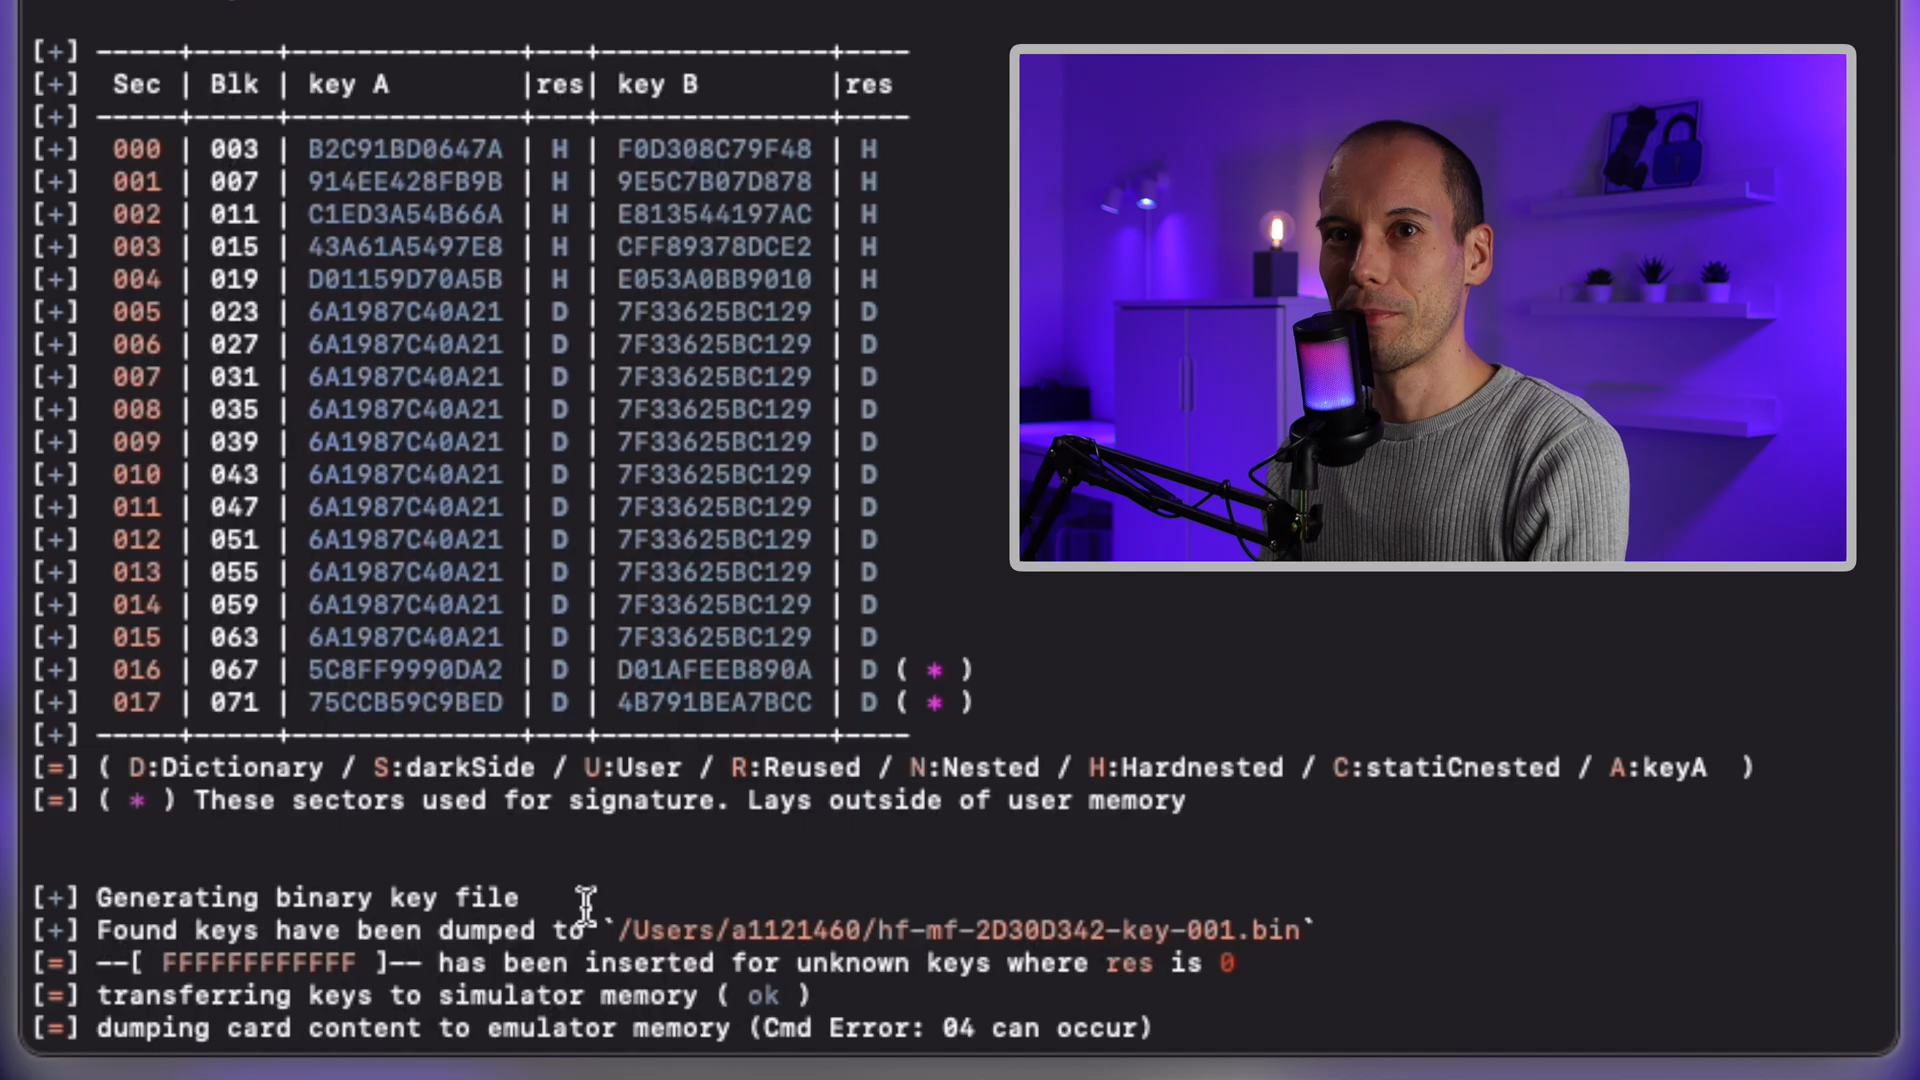 [+] -----+-----+--------------+---+--------------+----
[+] Sec | Blk | key A |res| key B |res
[+] -----+-----+--------------+---+--------------+----
[+] 000 | 003 | B2C91BD0647A | H | F0D308C79F48 | H
[+] 001 | 007 | 914EE428FB9B | H | 9E5C7B07D878 | H
[+] 002 | 011 | C1ED3A54B66A | H | E813544197AC | H
[+] 003 | 015 | 43A61A5497E8 | H | CFF89378DCE2 | H
[+] 004 | 019 | D01159D70A5B | H | E053A0BB9010 | H
[+] 005 | 023 | 6A1987C40A21 | D | 7F33625BC129 | D
[+] 006 | 027 | 6A1987C40A21 | D | 7F33625BC129 | D
[+] 007 | 031 | 6A1987C40A21 | D | 7F33625BC129 | D
[+] 008 | 035 | 6A1987C40A21 | D | 7F33625BC129 | D
[+] 009 | 039 | 6A1987C40A21 | D | 7F33625BC129 | D
[+] 010 | 043 | 6A1987C40A21 | D | 7F33625BC129 | D
[+] 011 | 047 | 6A1987C40A21 | D | 7F33625BC129 | D
[+] 012 | 051 | 6A1987C40A21 | D | 7F33625BC129 | D
[+] 013 | 055 | 6A1987C40A21 | D | 7F33625BC129 | D
[+] 014 | 059 | 6A1987C40A21 | D | 7F33625BC129 | D
[+] 015 | 063 | 6A1987C40A21 | D | 7F33625BC129 | D
[+] 016 | 067 | 5C8FF9990DA2 | D | D01AFEEB890A | D ( * )
[+] 017 | 071 | 75CCB59C9BED | D | 4B791BEA7BCC | D ( * )
[+] -----+-----+--------------+---+--------------+----
[=] ( D:Dictionary / S:darkSide / U:User / R:Reused / N:Nested / H:Hardnested / C:statiCnested / A:keyA )
[=] ( * ) These sectors used for signature. Lays outside of user memory
[+] Generating binary key file
[+] Found keys have been dumped to `/Users/a1121460/hf-mf-2D30D342-key-001.bin`
[=] --[ FFFFFFFFFFFF ]-- has been inserted for unknown keys where res is 0
[=] transferring keys to simulator memory ( ok )
[=] dumping card content to emulator memory (Cmd Error: 04 can occur)